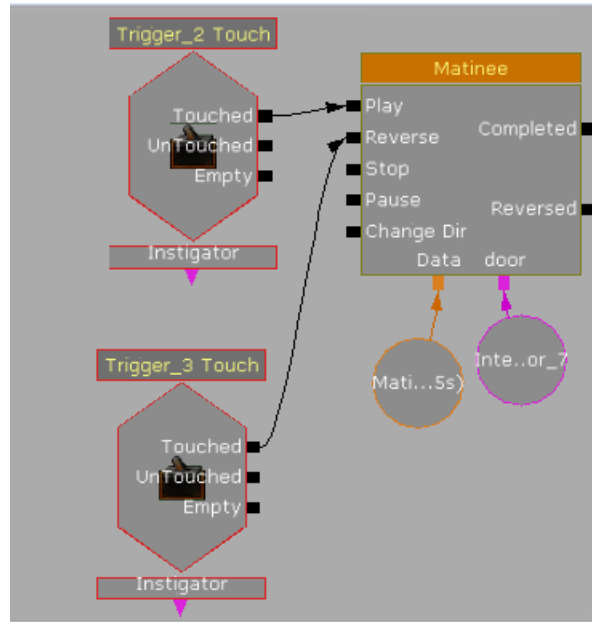 Trigger_2 Touch
Touched
UnTouched
Empty
Instigator
Matinee
Play
Reverse
Stop
Pause
Change Dir
Completed
Reversed
Data door
Mati...5s)
Inte..or_7
Trigger_3 Touch
Touched
UnTouched
Empty
Instigator